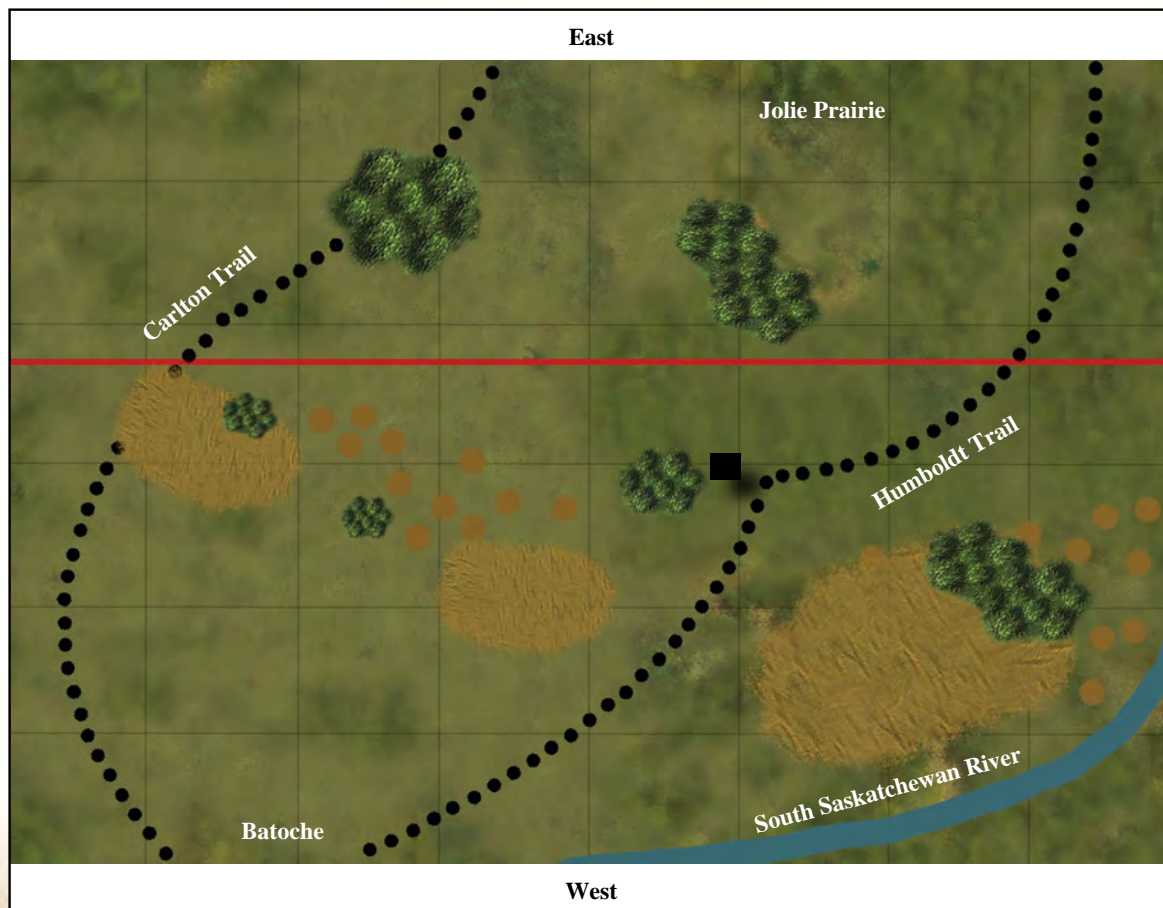 East
Jolie Prairie
Carlton Trail
Humboldt Trail
South Saskatchewan River
Batoche
West